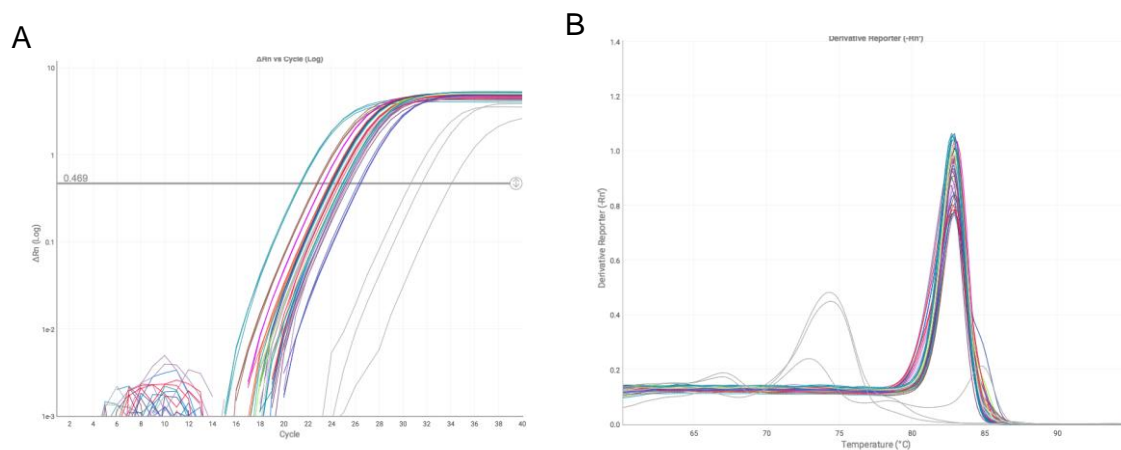 A
B
ΔRn vs Cycle (Log)
Derivative Reporter (-Rn')
10
1
0.469
0.1
1e-2
1e-3
ΔRn (Log)
2 4 6 8 10 12 14 16 18 20 22 24 26 28 30 32 34 36 38 40
Cycle
1.4
1.2
1.0
0.8
0.6
0.4
0.2
0.0
Derivative Reporter (-Rn')
65 70 75 80 85 90
Temperature (°C)